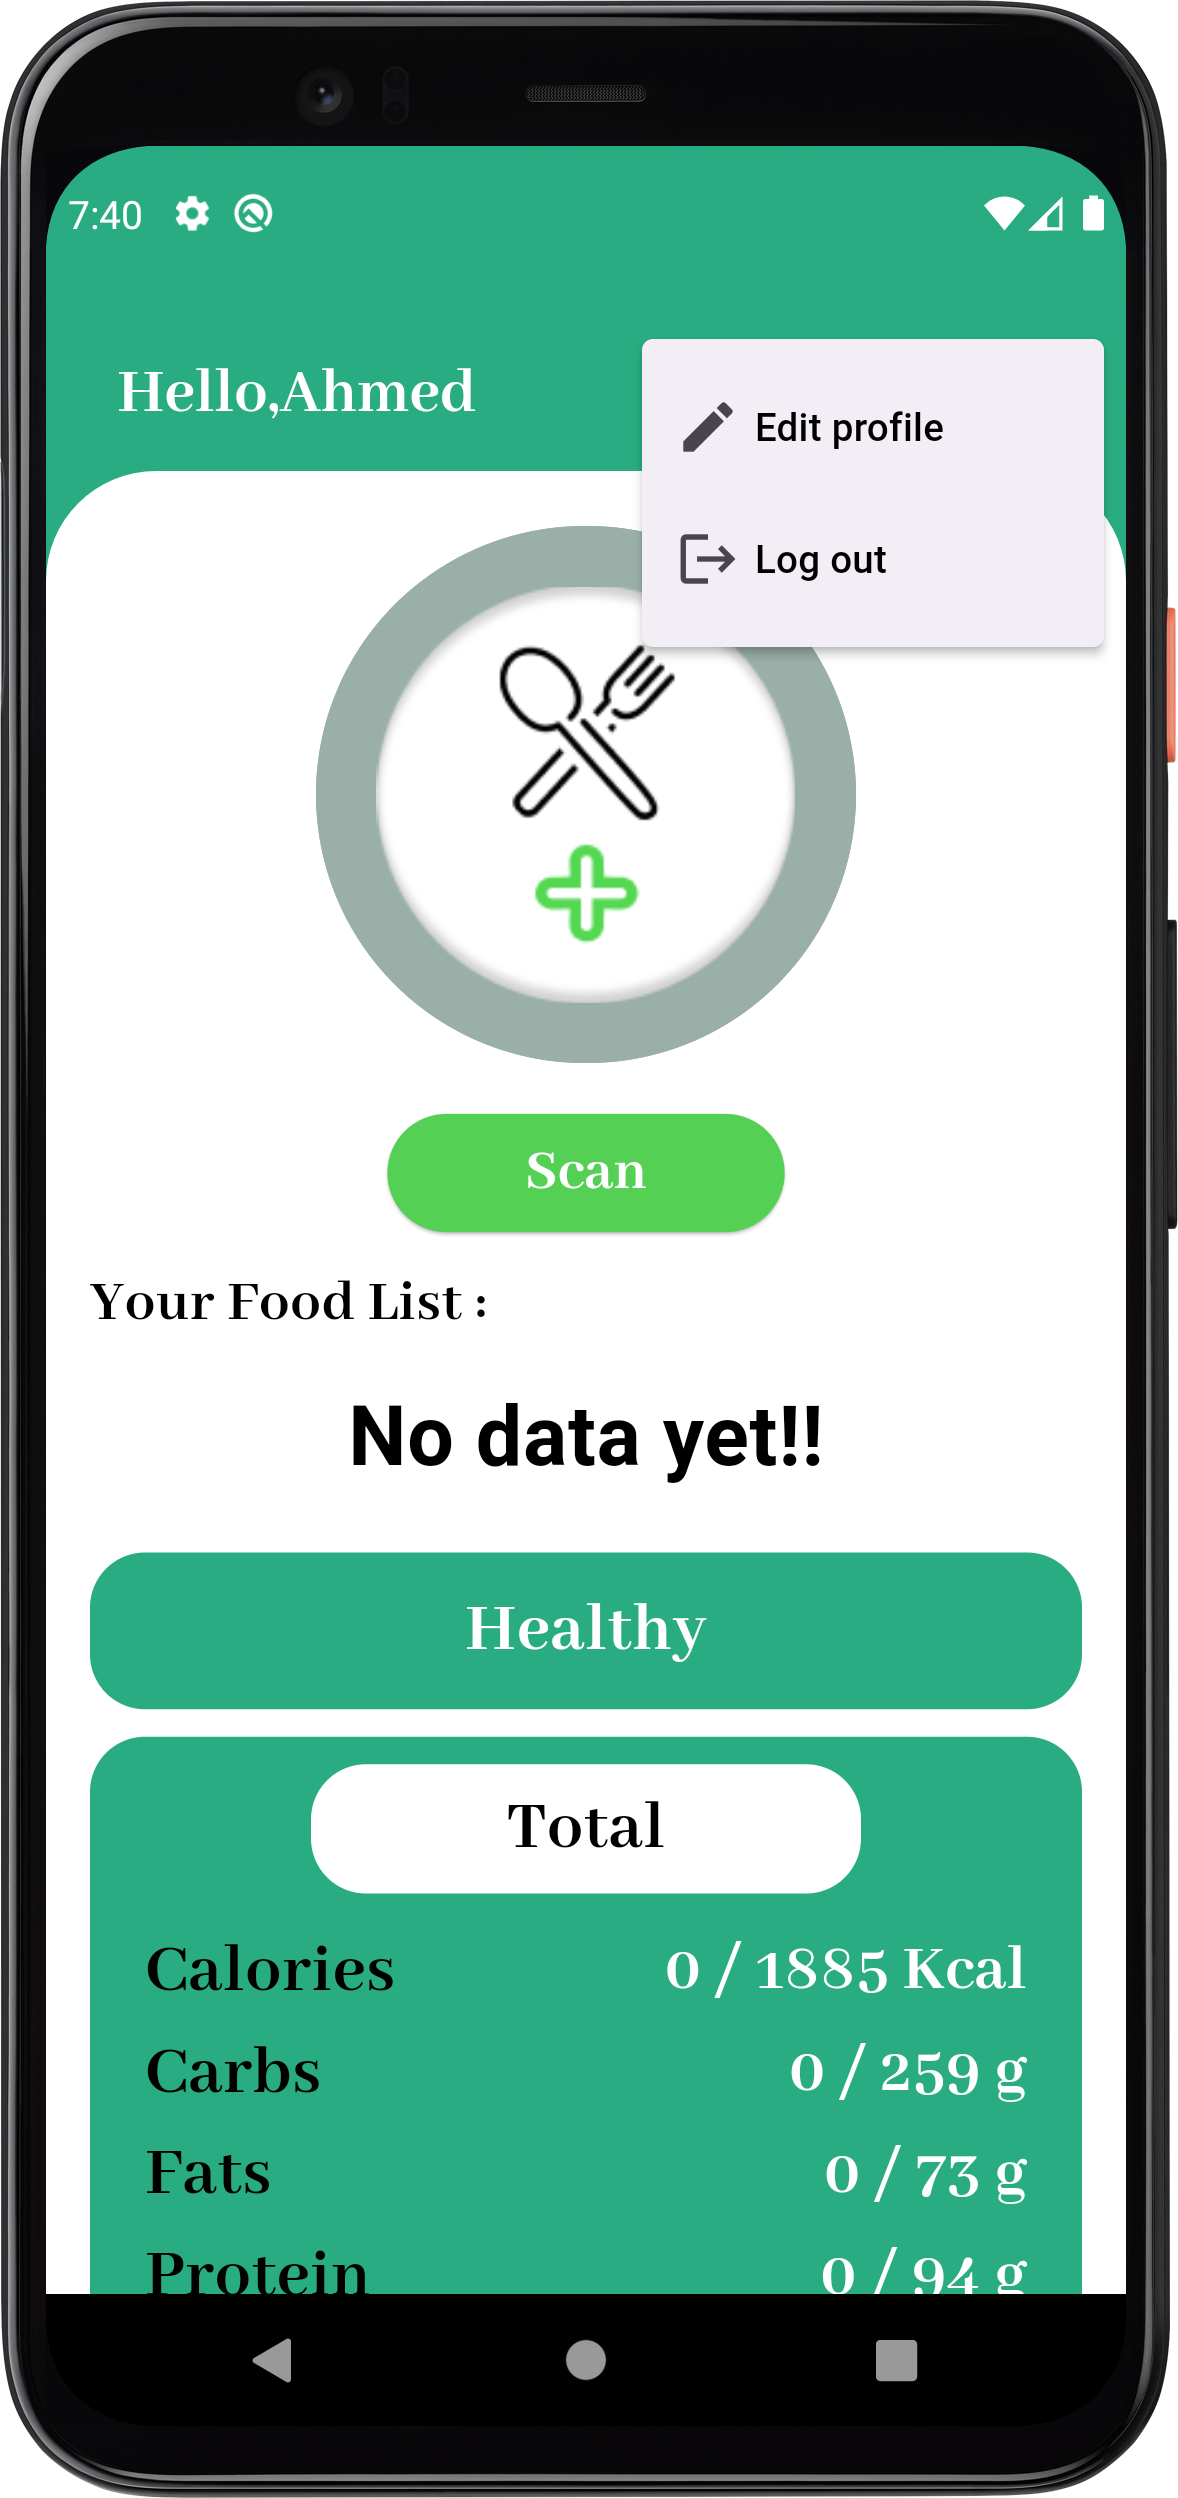 7:40
Hello,Ahmed
Edit profile
Log out
Scan
Your Food List :
No data yet!!
Healthy
Total
Calories 0 / 1885 Kcal
Carbs 0 / 259 g
Fats 0 / 73 g
Protein 0 / 94 g